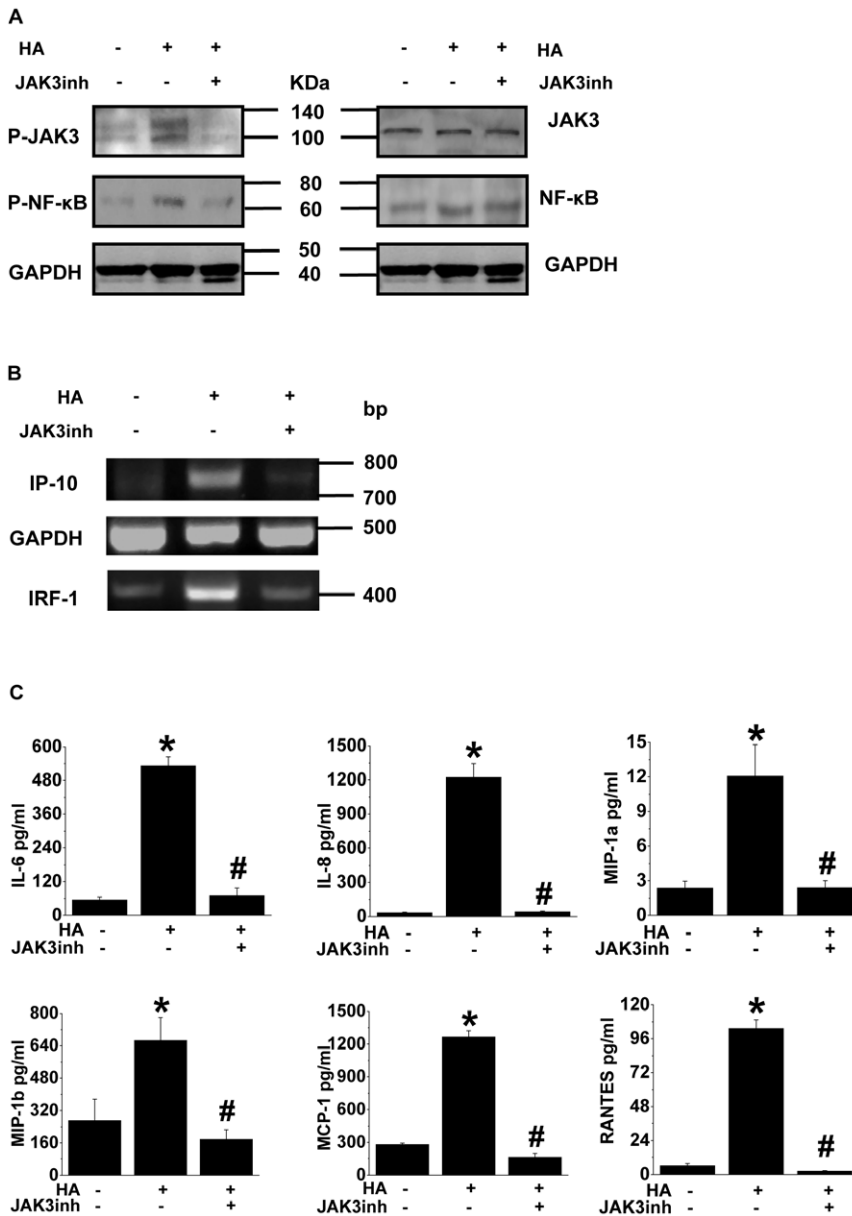 A
HA - + + - + + HA
JAK3inh - - + KDa - - + JAK3inh
P-JAK3 140 100 JAK3
P-NF-κB 80 60 NF-κB
GAPDH 50 40 GAPDH
B
HA - + + bp
JAK3inh - - +
IP-10 800 700
GAPDH 500
IRF-1 400
C
IL-6 pg/ml 600 480 360 240 120 0 * #
HA - + +
JAK3inh - - +
IL-8 pg/ml 1500 1200 900 600 300 0 * #
HA - + +
JAK3inh - - +
MIP-1a pg/ml 15 12 9 6 3 0 * #
HA - + +
JAK3inh - - +
MIP-1b pg/ml 800 640 480 320 160 0 * #
HA - + +
JAK3inh - - +
MCP-1 pg/ml 1500 1200 900 600 300 0 * #
HA - + +
JAK3inh - - +
RANTES pg/ml 120 96 72 48 24 0 * #
HA - + +
JAK3inh - - +